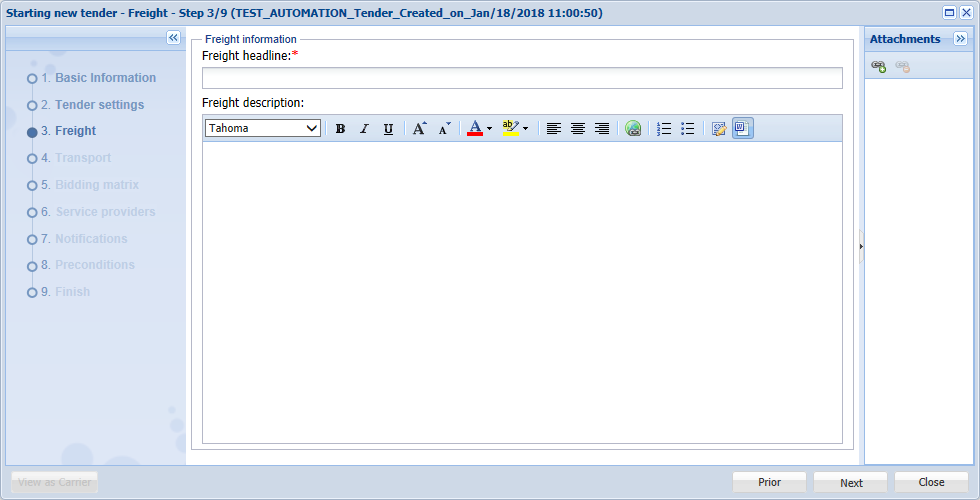 Starting new tender - Freight - Step 3/9 (TEST_AUTOMATION_Tender_Created_on_Jan/18/2018 11:00:50)
1. Basic Information
2. Tender settings
3. Freight
4. Transport
5. Bidding matrix
6. Service providers
7. Notifications
8. Preconditions
9. Finish
Freight information
Freight headline:*
Freight description:
Tahoma B I U A A A ab
Attachments
View as Carrier Prior Next Close